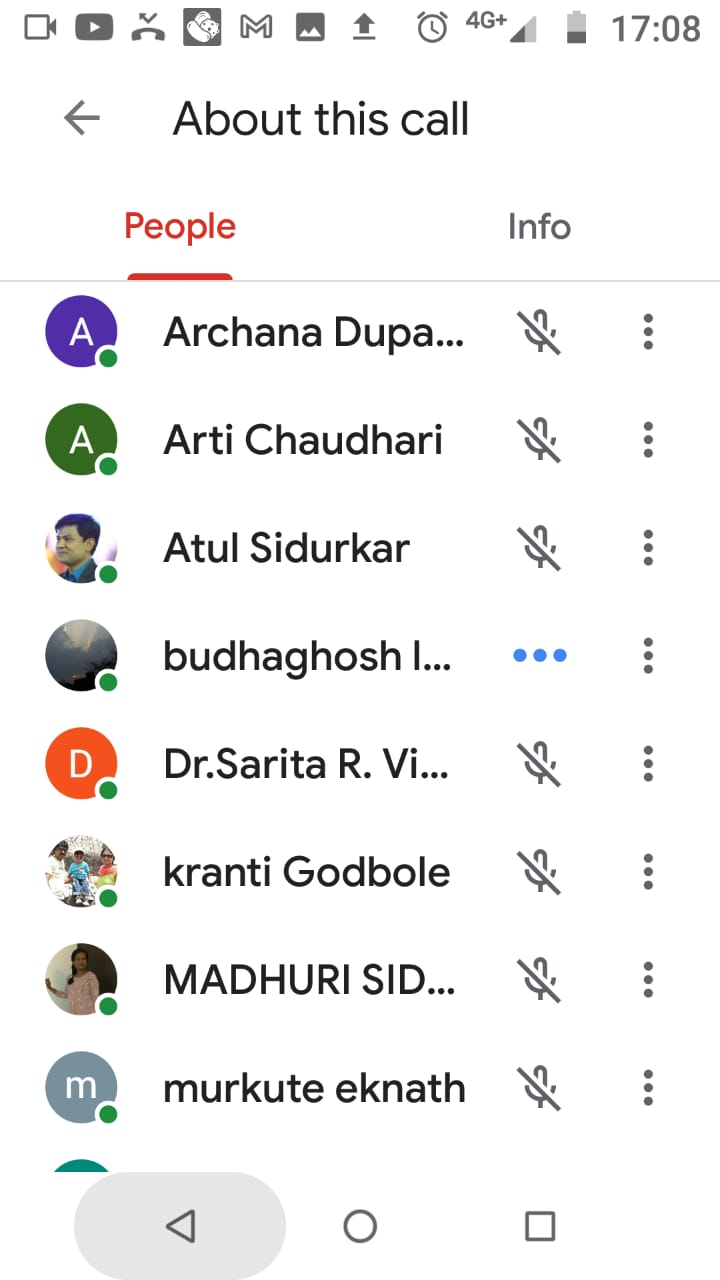 4G+ 17:08
About this call
People Info
A Archana Dupa...
A Arti Chaudhari
Atul Sidurkar
budhaghosh l...
D Dr.Sarita R. Vi...
kranti Godbole
MADHURI SID...
m murkute eknath